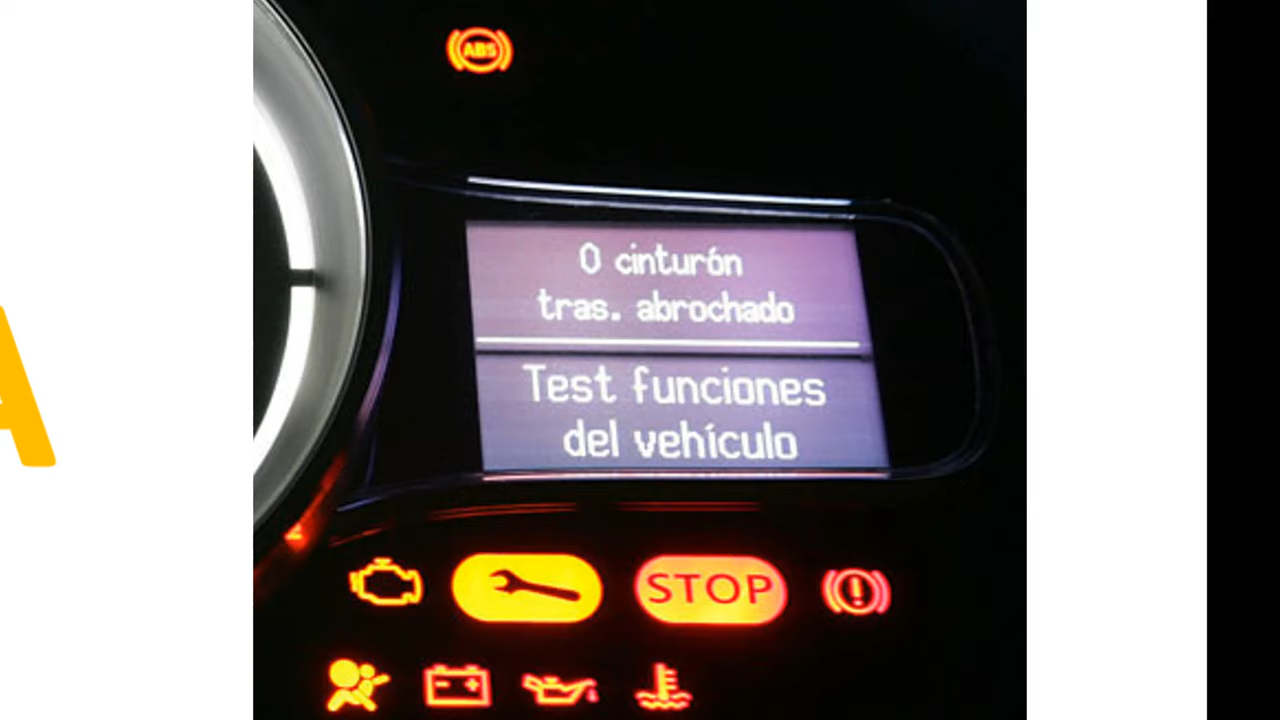 A
ABS
0 cinturón
tras. abrochado
Test funciones
del vehículo
STOP